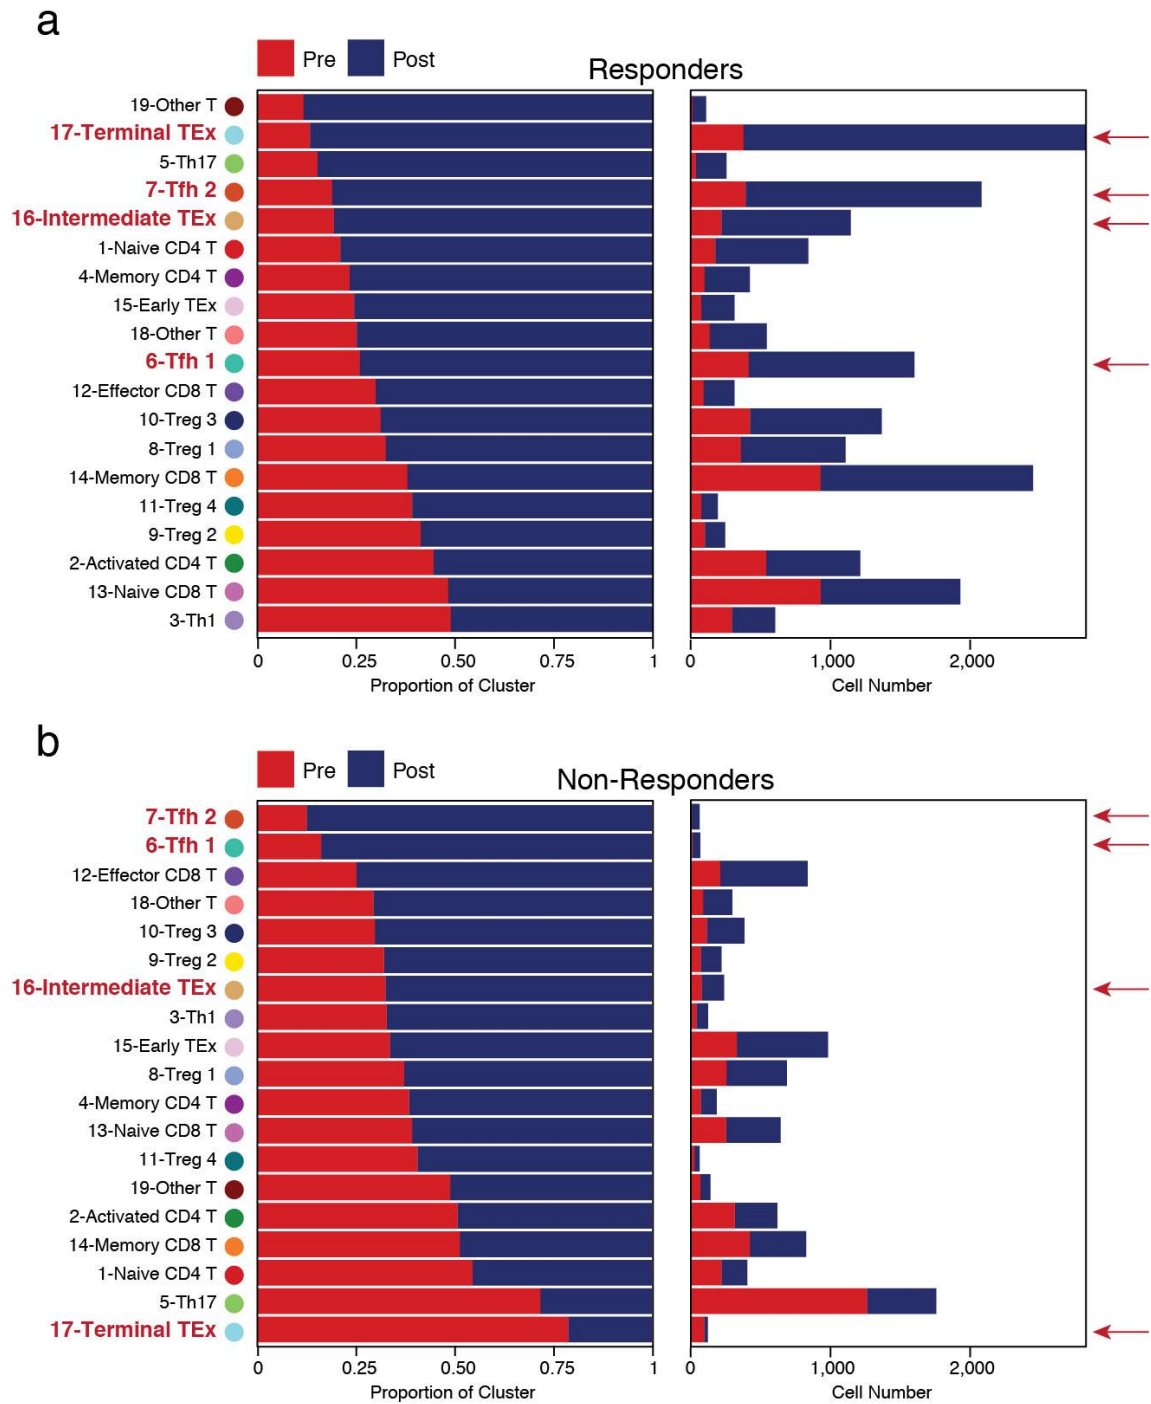 a
Pre Post
Responders
19-Other T
17-Terminal TEx
5-Th17
7-Tfh 2
16-Intermediate TEx
1-Naive CD4 T
4-Memory CD4 T
15-Early TEx
18-Other T
6-Tfh 1
12-Effector CD8 T
10-Treg 3
8-Treg 1
14-Memory CD8 T
11-Treg 4
9-Treg 2
2-Activated CD4 T
13-Naive CD8 T
3-Th1
0 0.25 0.50 0.75 1
Proportion of Cluster
0 1,000 2,000
Cell Number
b
Pre Post
Non-Responders
7-Tfh 2
6-Tfh 1
12-Effector CD8 T
18-Other T
10-Treg 3
9-Treg 2
16-Intermediate TEx
3-Th1
15-Early TEx
8-Treg 1
4-Memory CD4 T
13-Naive CD8 T
11-Treg 4
19-Other T
2-Activated CD4 T
14-Memory CD8 T
1-Naive CD4 T
5-Th17
17-Terminal TEx
0 0.25 0.50 0.75 1
Proportion of Cluster
0 1,000 2,000
Cell Number